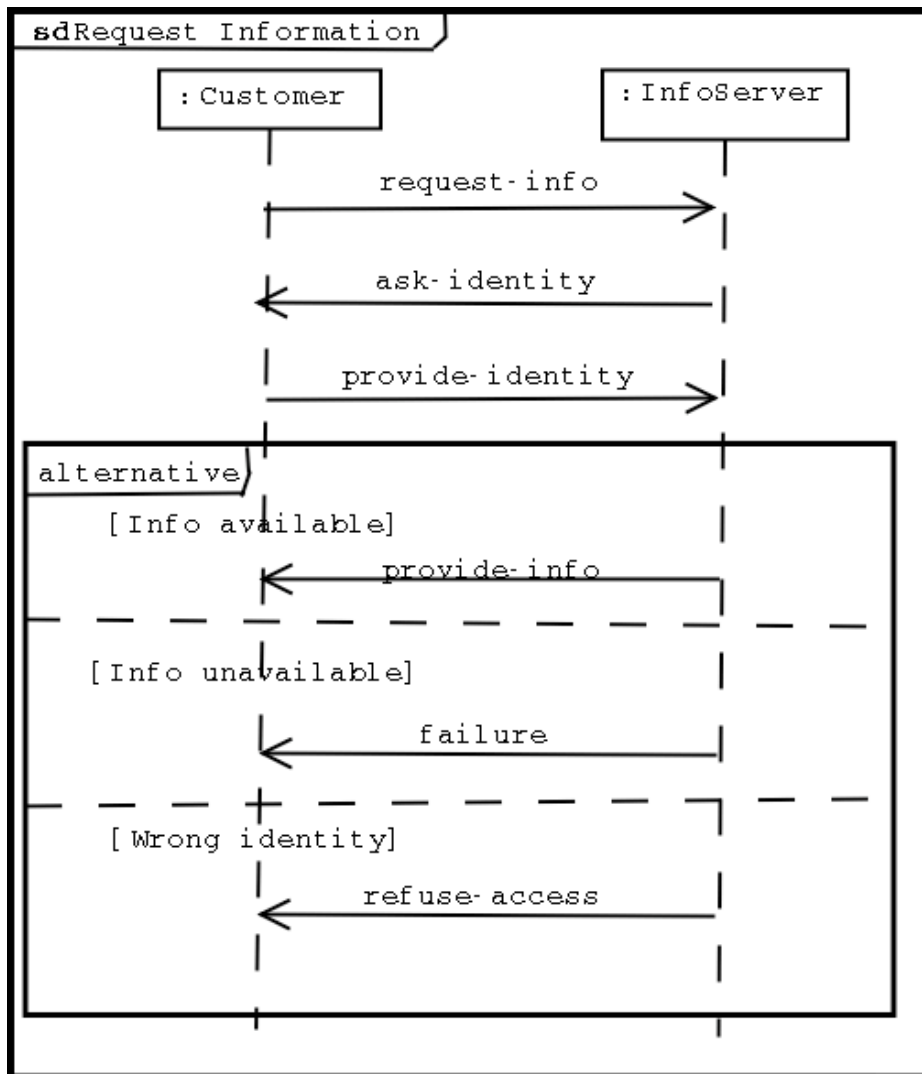 sdRequest Information
:Customer
:InfoServer
request-info
ask-identity
provide-identity
alternative
[Info available]
provide-info
[Info unavailable]
failure
[Wrong identity]
refuse-access